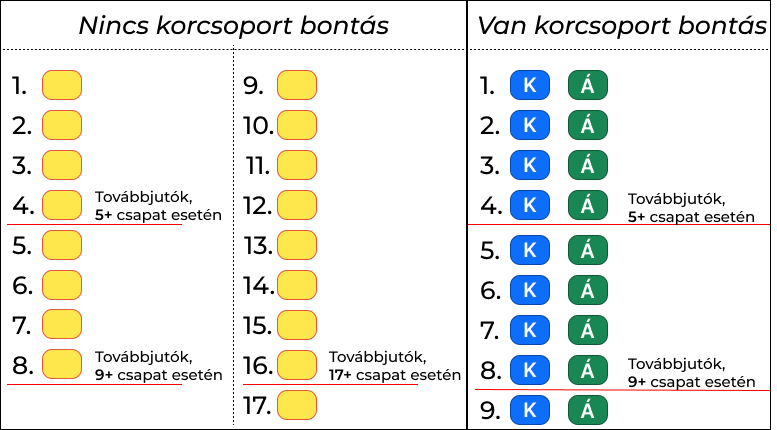 Nincs korcsoport bontás
1.
2.
3.
4. Továbbjutók,
5+ csapat esetén
5.
6.
7.
8. Továbbjutók,
9+ csapat esetén
9.
10.
11.
12.
13.
14.
15.
16. Továbbjutók,
17+ csapat esetén
17.
Van korcsoport bontás
1. K Á
2. K Á
3. K Á
4. K Á Továbbjutók,
5+ csapat esetén
5. K Á
6. K Á
7. K Á
8. K Á Továbbjutók,
9+ csapat esetén
9. K Á